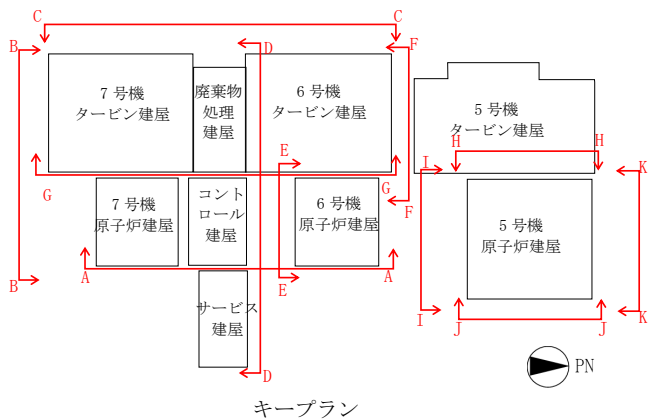 C
C
B
F
D
7 号機
タービン建屋
廃棄物
処理
建屋
6 号機
タービン建屋
5 号機
タービン建屋
E
H
H
I
K
G
G
F
7 号機
原子炉建屋
コント
ロール
建屋
6 号機
原子炉建屋
5 号機
原子炉建屋
B
A
A
E
サービス
建屋
I
J
J
K
D
PN
キープラン